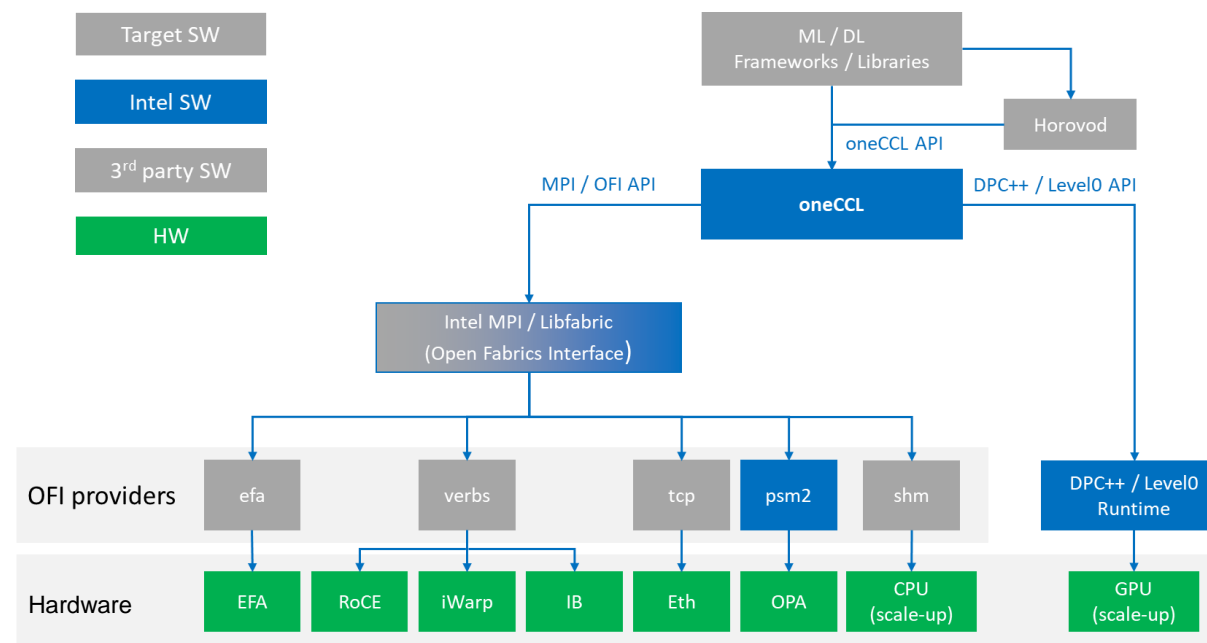 Target SW
Intel SW
3rd party SW
HW
ML / DL
Frameworks / Libraries
Horovod
oneCCL API
MPI / OFI API
oneCCL
DPC++ / Level0 API
Intel MPI / Libfabric
(Open Fabrics Interface)
OFI providers
efa
verbs
tcp
psm2
shm
DPC++ / Level0
Runtime
Hardware
EFA
RoCE
iWarp
IB
Eth
OPA
CPU
(scale-up)
GPU
(scale-up)